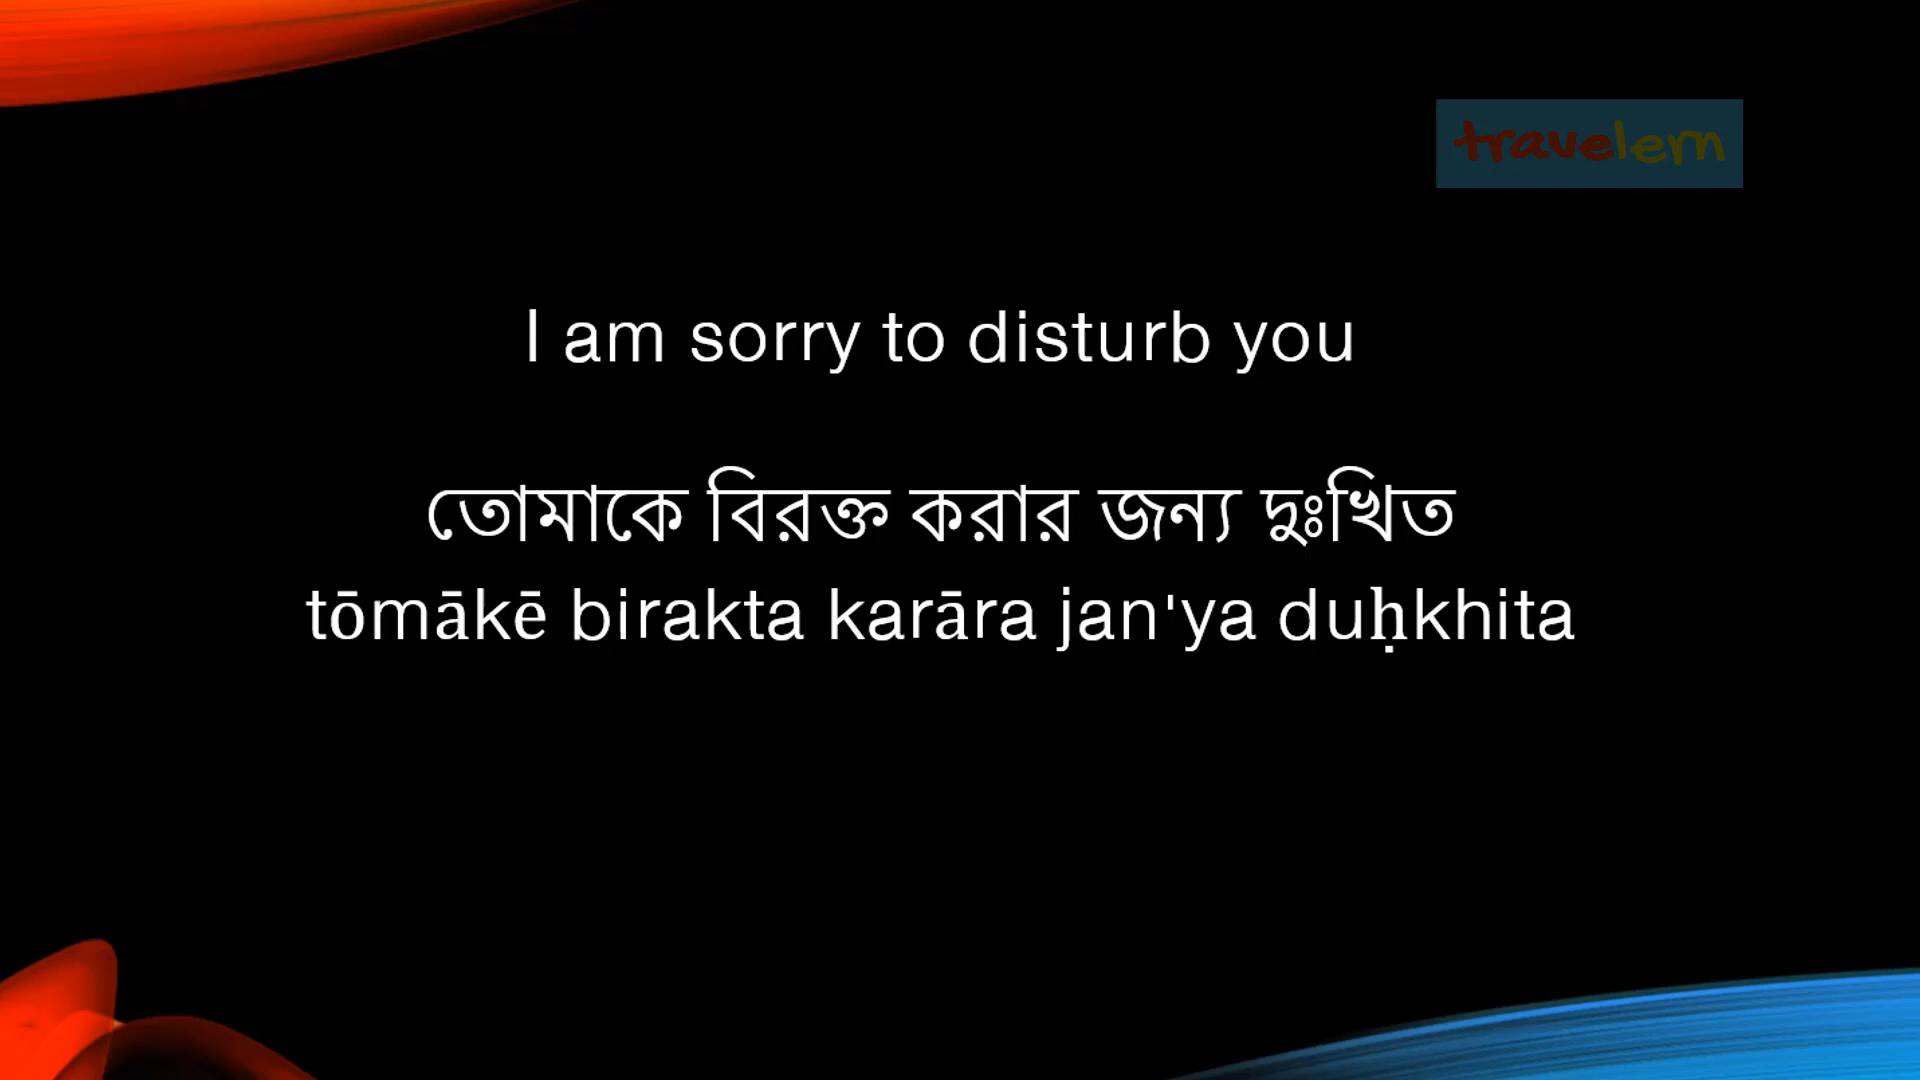 travelern
I am sorry to disturb you
তোমাকে বিরক্ত করার জন্য দুঃখিত
tōmākē birakta karāra jan'ya duḥkhita